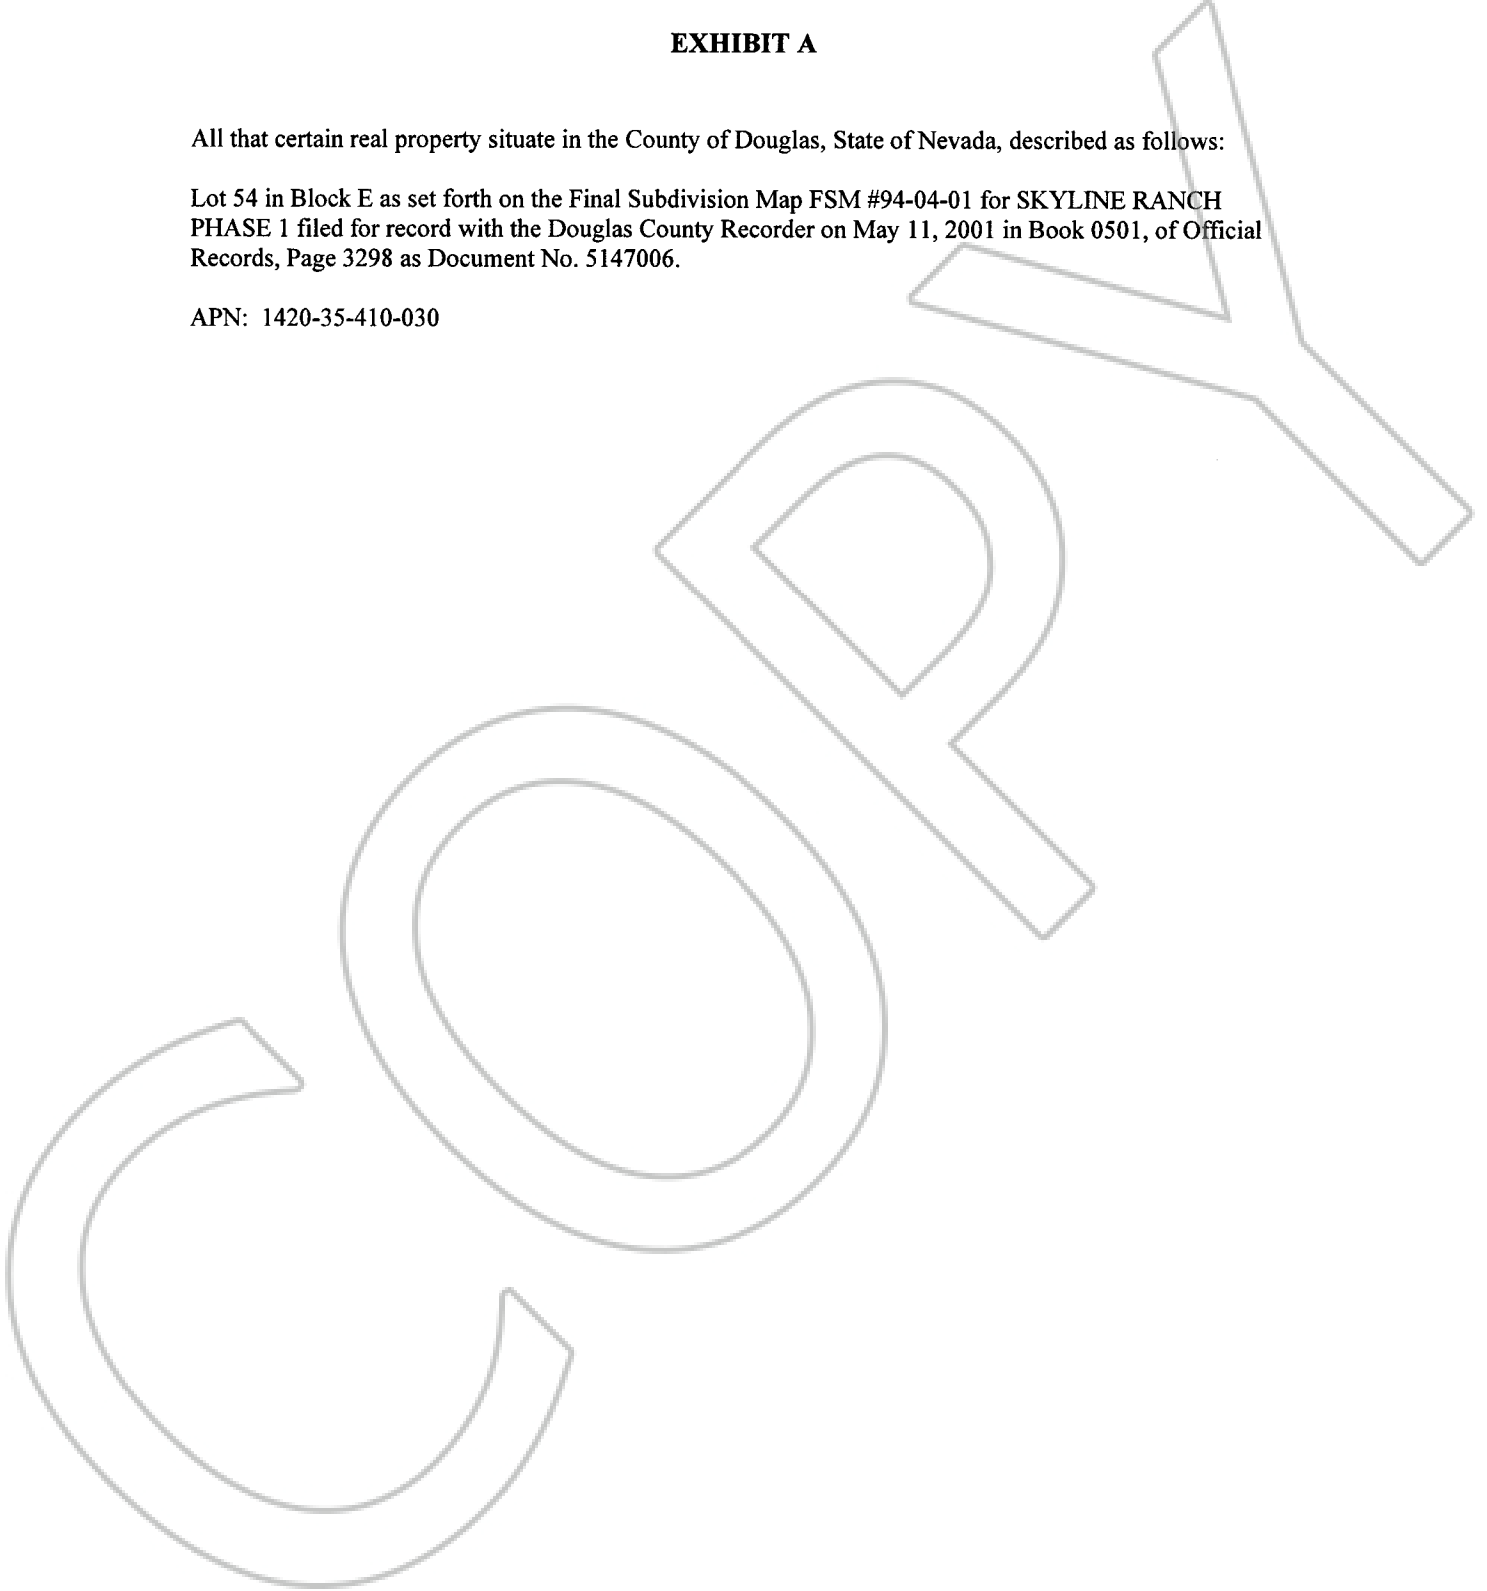 EXHIBIT A
All that certain real property situate in the County of Douglas, State of Nevada, described as follows:
Lot 54 in Block E as set forth on the Final Subdivision Map FSM #94-04-01 for SKYLINE RANCH
PHASE 1 filed for record with the Douglas County Recorder on May 11, 2001 in Book 0501, of Official
Records, Page 3298 as Document No. 5147006.
APN: 1420-35-410-030
COPY